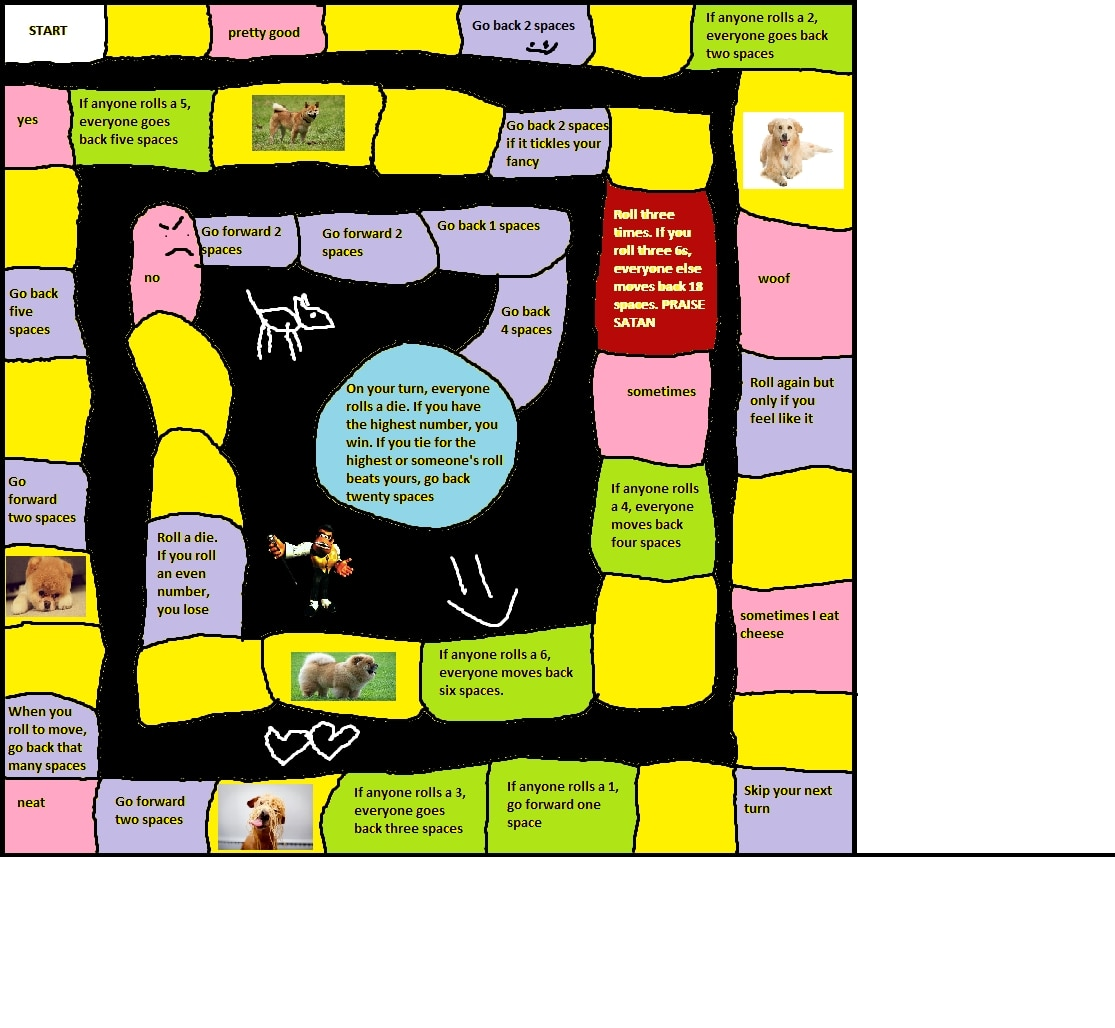 START
pretty good
Go back 2 spaces
If anyone rolls a 2,
everyone goes back
two spaces
woof
Roll again but
only if you
feel like it
sometimes I eat
cheese
Skip your next
turn
If anyone rolls a 1,
go forward one
space
If anyone rolls a 3,
everyone goes
back three spaces
Go forward
two spaces
neat
When you
roll to move,
go back that
many spaces
Go
forward
two spaces
Go back
five
spaces
yes
If anyone rolls a 5,
everyone goes
back five spaces
Go back 2 spaces
if it tickles your
fancy
Roll three
times. If you
roll three 6s,
everyone else
moves back 18
spaces. PRAISE
SATAN
sometimes
If anyone rolls
a 4, everyone
moves back
four spaces
If anyone rolls a 6,
everyone moves back
six spaces.
Roll a die.
If you roll
an even
number,
you lose
no
Go forward 2
spaces
Go forward 2
spaces
Go back 1 spaces
Go back
4 spaces
On your turn, everyone
rolls a die. If you have
the highest number, you
win. If you tie for the
highest or someone's roll
beats yours, go back
twenty spaces